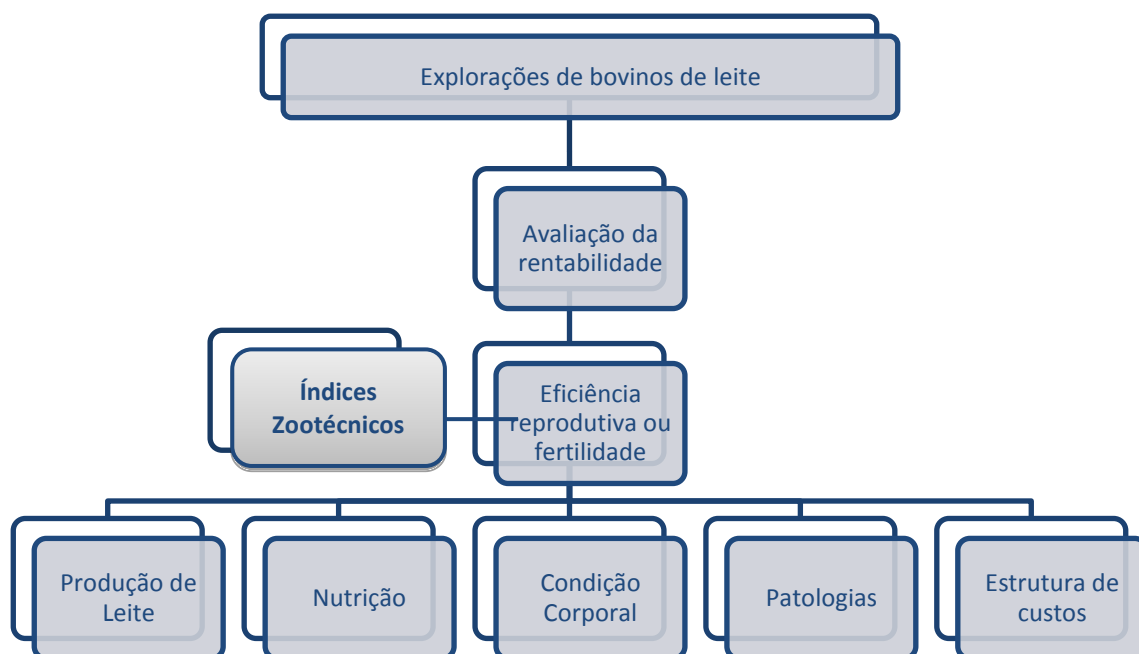 Explorações de bovinos de leite
Avaliação da
rentabilidade
Índices
Zootécnicos
Eficiência
reprodutiva ou
fertilidade
Produção de
Leite
Nutrição
Condição
Corporal
Patologias
Estrutura de
custos